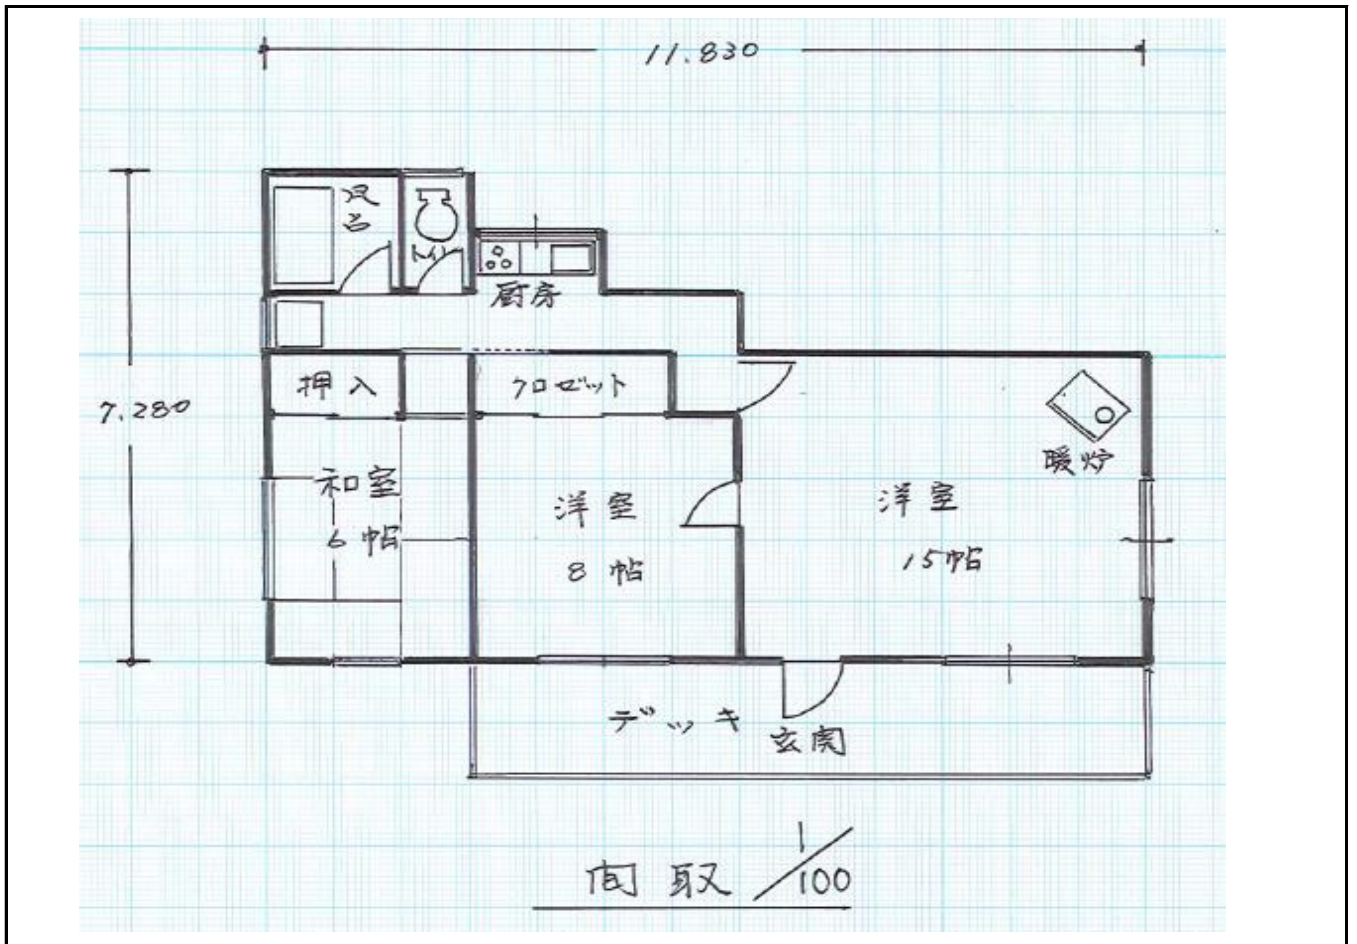 11.830
風呂
トイレ
厨房
押入
クロゼット
7.280
暖炉
和室
6帖
洋室
8帖
洋室
15帖
デッキ
玄関
間取 1/100